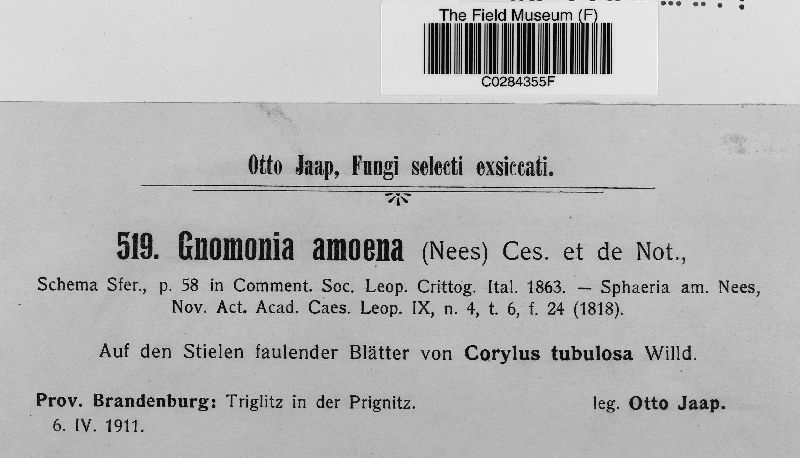 The Field Museum (F)
C0284355F
Otto Jaap, Fungi selecti exsiccati.
519. Gnomonia amoena (Nees) Ces. et de Not.,
Schema Sfer., p. 58 in Comment. Soc. Leop. Crittog. Ital. 1863. — Sphaeria am. Nees,
Nov. Act. Acad. Caes. Leop. IX, n. 4, t. 6, f. 24 (1818).
Auf den Stielen faulender Blätter von Corylus tubulosa Willd.
Prov. Brandenburg: Triglitz in der Prignitz. leg. Otto Jaap.
6. IV. 1911.